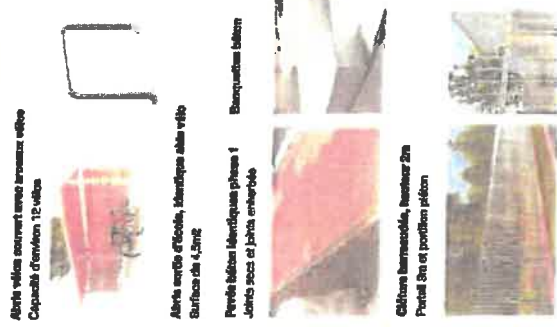 Abris vélos couvert avec arceaux vélos
Capacité d'environ 12 vélos
Abris sortie d'école, identique abis vélo
Surface de 4,5m2
Pavés béton identiques phase 1
Joints secs et joints enherbés
Banquettes béton
Clôture barreaudée, hauteur 2m
Portail 3m et portillon piéton